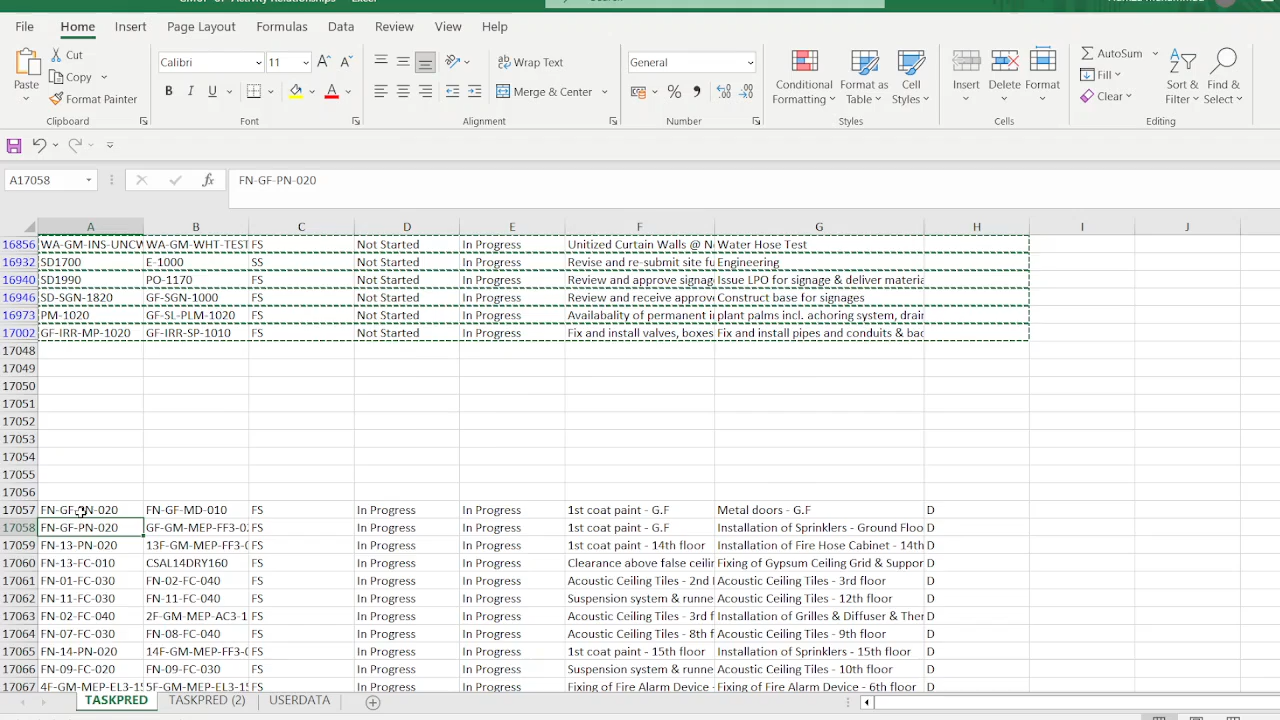 File Home Insert Page Layout Formulas Data Review View Help
Paste Cut Copy Format Painter Clipboard
Calibri 11 B I U Font
Wrap Text Merge & Center Alignment
General % Number
Conditional Formatting Format as Table Cell Styles Styles
Insert Delete Format Cells
AutoSum Fill Clear Sort & Filter Find & Select Editing
A17058 fx FN-GF-PN-020
A B C D E F G H I J
16856 WA-GM-INS-UNCW WA-GM-WHT-TEST FS Not Started In Progress Unitized Curtain Walls @ N Water Hose Test
16932 SD1700 E-1000 SS Not Started In Progress Revise and re-submit site fu Engineering
16940 SD1990 PO-1170 FS Not Started In Progress Review and approve signag Issue LPO for signage & deliver materia
16946 SD-SGN-1820 GF-SGN-1000 FS Not Started In Progress Review and receive approv Construct base for signages
16973 PM-1020 GF-SL-PLM-1020 FS Not Started In Progress Availability of permanent i plant palms incl. achoring system, drain
17002 GF-IRR-MP-1020 GF-IRR-SP-1010 FS Not Started In Progress Fix and install valves, boxes Fix and install pipes and conduits & bac
17048
17049
17050
17051
17052
17053
17054
17055
17056
17057 FN-GF-PN-020 FN-GF-MD-010 FS In Progress In Progress 1st coat paint - G.F Metal doors - G.F D
17058 FN-GF-PN-020 GF-GM-MEP-FF3-02 FS In Progress In Progress 1st coat paint - G.F Installation of Sprinklers - Ground Floo D
17059 FN-13-PN-020 13F-GM-MEP-FF3-0 FS In Progress In Progress 1st coat paint - 14th floor Installation of Fire Hose Cabinet - 14th D
17060 FN-13-FC-010 CSAL14DRY160 FS In Progress In Progress Clearance above false ceilin Fixing of Gypsum Ceiling Grid & Suppor D
17061 FN-01-FC-030 FN-02-FC-040 FS In Progress In Progress Acoustic Ceiling Tiles - 2nd Acoustic Ceiling Tiles - 3rd floor D
17062 FN-11-FC-030 FN-11-FC-040 FS In Progress In Progress Suspension system & runne Acoustic Ceiling Tiles - 12th floor D
17063 FN-02-FC-040 2F-GM-MEP-AC3-1 FS In Progress In Progress Acoustic Ceiling Tiles - 3rd f Installation of Grilles & Diffuser & Ther D
17064 FN-07-FC-030 FN-08-FC-040 FS In Progress In Progress Acoustic Ceiling Tiles - 8th f Acoustic Ceiling Tiles - 9th floor D
17065 FN-14-PN-020 14F-GM-MEP-FF3-0 FS In Progress In Progress 1st coat paint - 15th floor Installation of Sprinklers - 15th floor D
17066 FN-09-FC-020 FN-09-FC-030 FS In Progress In Progress Suspension system & runne Acoustic Ceiling Tiles - 10th floor D
17067 4F-GM-MEP-EL3-15 5F-GM-MEP-EL3-15 FS In Progress In Progress Fixing of Fire Alarm Device - Fixing of Fire Alarm Device - 6th floor D
TASKPRED TASKPRED (2) USERDATA